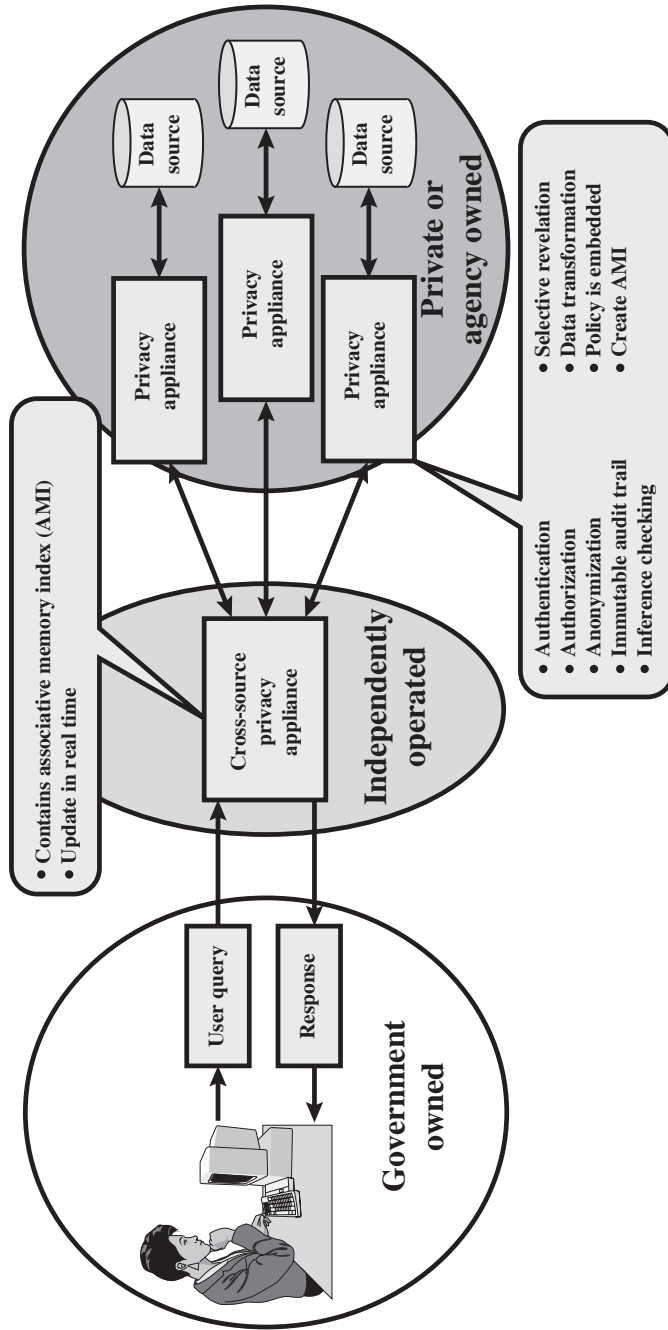 • Contains associative memory index (AMI)
• Update in real time
User query
Response
Government
owned
Cross-source
privacy
appliance
Independently
operated
Privacy
appliance
Data
source
Privacy
appliance
Data
source
Privacy
appliance
Data
source
Private or
agency owned
• Authentication
• Authorization
• Anonymization
• Immutable audit trail
• Inference checking
• Selective revelation
• Data transformation
• Policy is embedded
• Create AMI